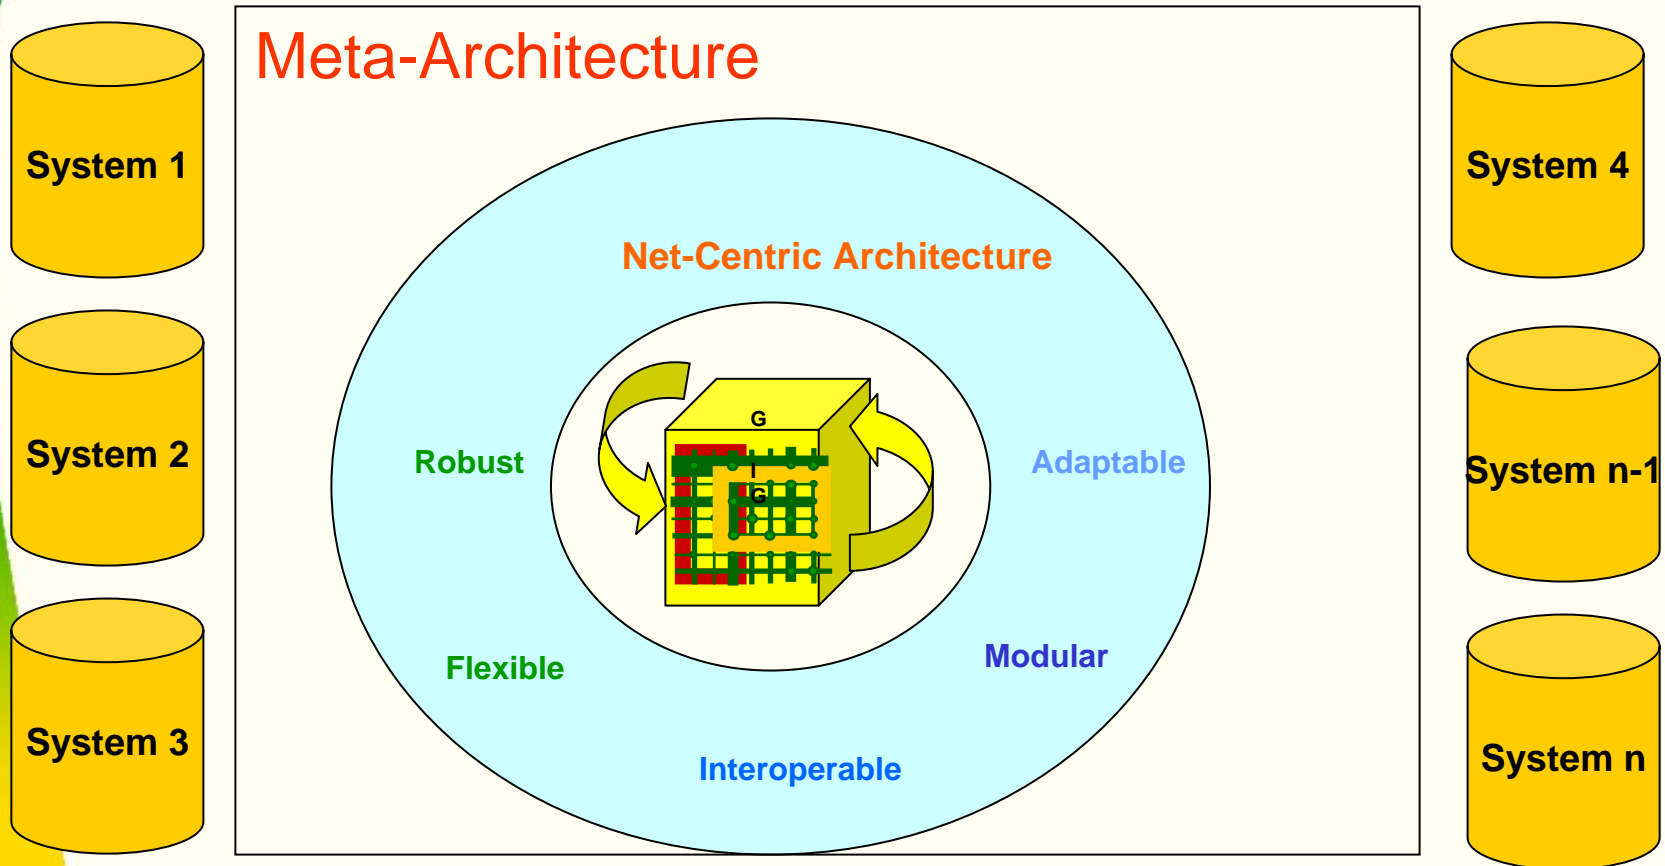 Meta-Architecture
System 1
System 2
System 3
Net-Centric Architecture
G
I
G
Robust
Adaptable
Flexible
Modular
Interoperable
System 4
System n-1
System n